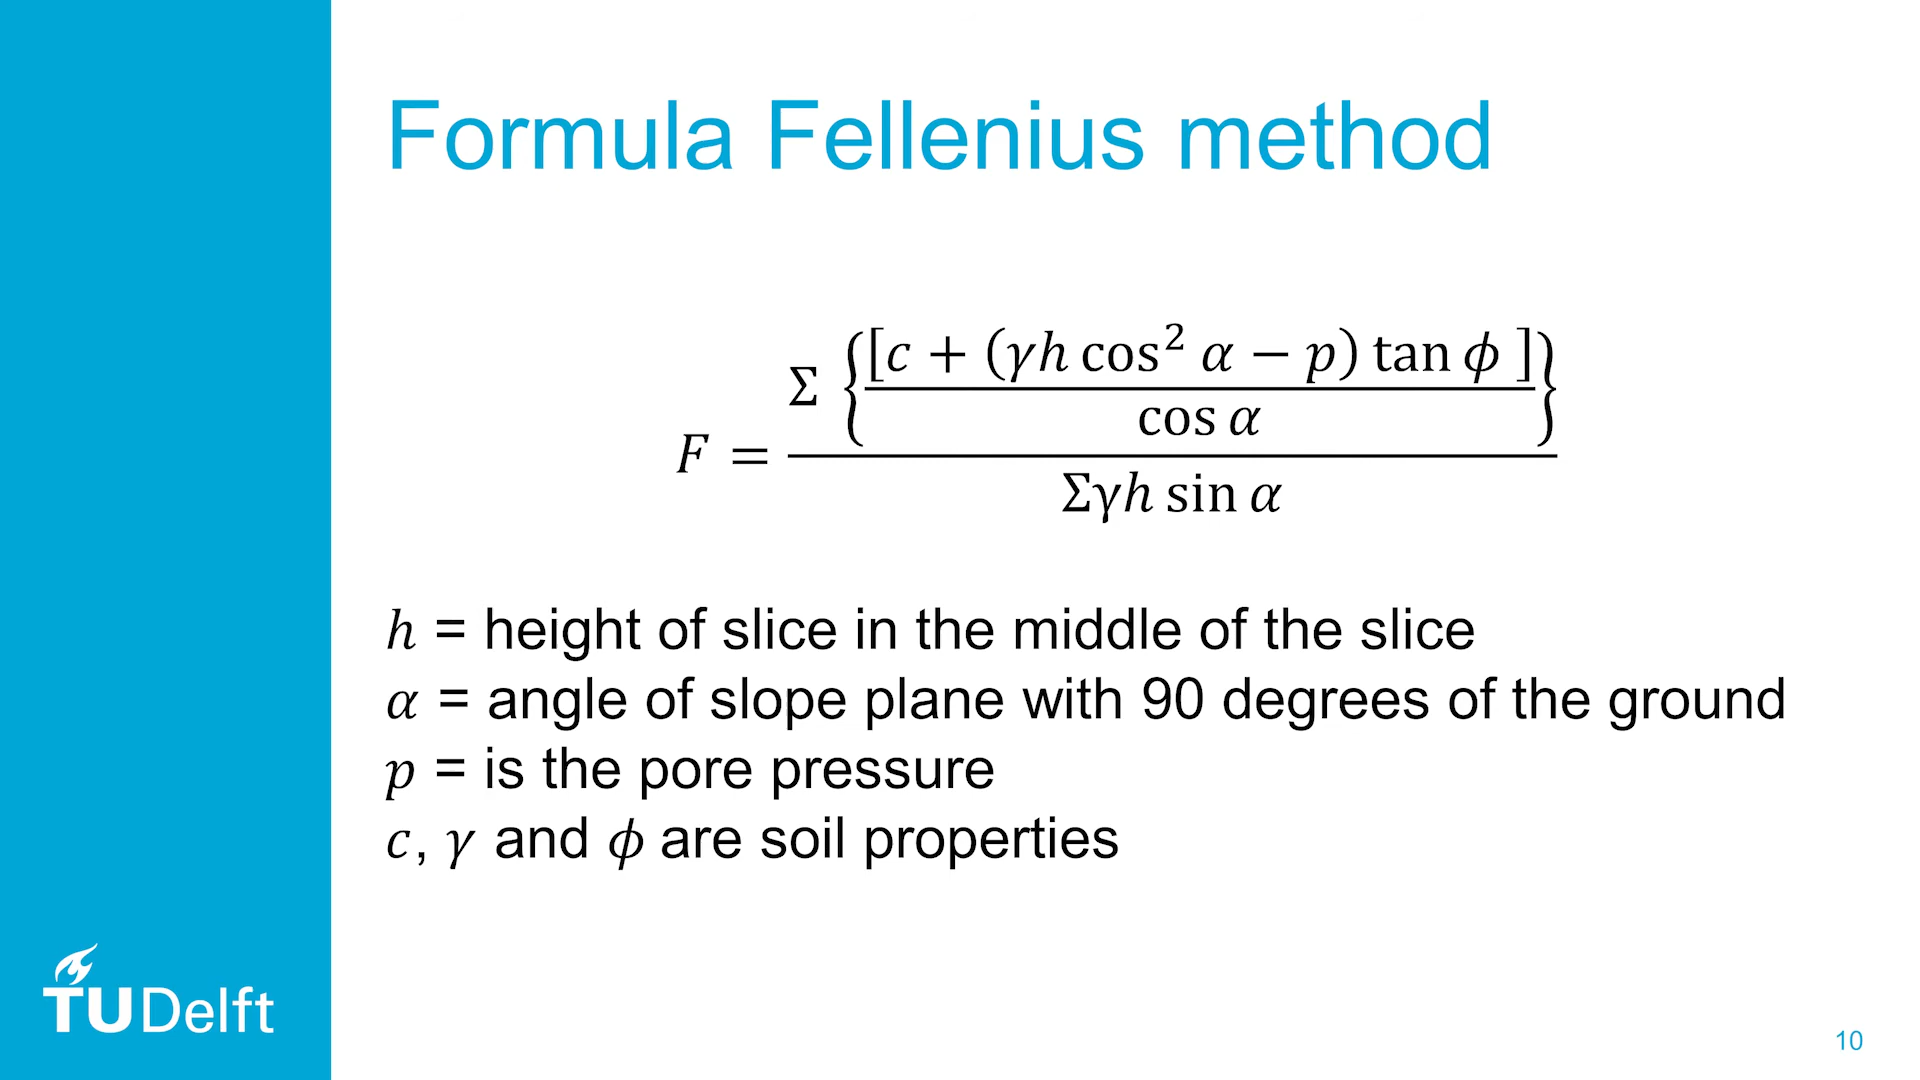 Formula Fellenius method
F = Σ {[c + (γh cos² α − p) tan ϕ ] / cos α} / Σγh sin α
h = height of slice in the middle of the slice
α = angle of slope plane with 90 degrees of the ground
p = is the pore pressure
c, γ and ϕ are soil properties
TUDelft
10